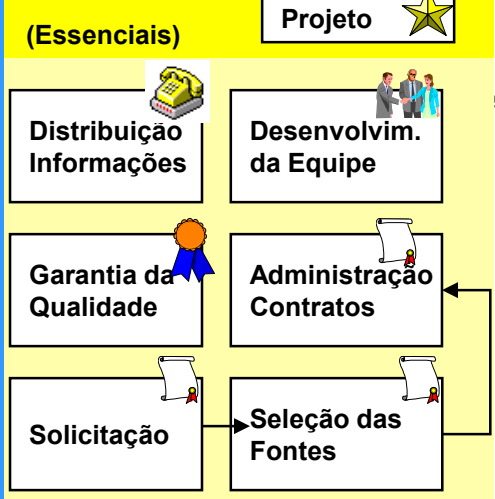 Projeto
(Essenciais)
Distribuição
Informações
Desenvolvim.
da Equipe
Garantia da
Qualidade
Administração
Contratos
Solicitação
Seleção das
Fontes